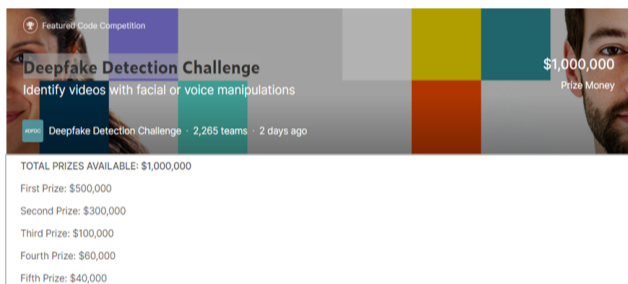 Featured Code Competition
Deepfake Detection Challenge
$1,000,000
Identify videos with facial or voice manipulations
Prize Money
#DFDC
Deepfake Detection Challenge · 2,265 teams · 2 days ago
TOTAL PRIZES AVAILABLE: $1,000,000
First Prize: $500,000
Second Prize: $300,000
Third Prize: $100,000
Fourth Prize: $60,000
Fifth Prize: $40,000